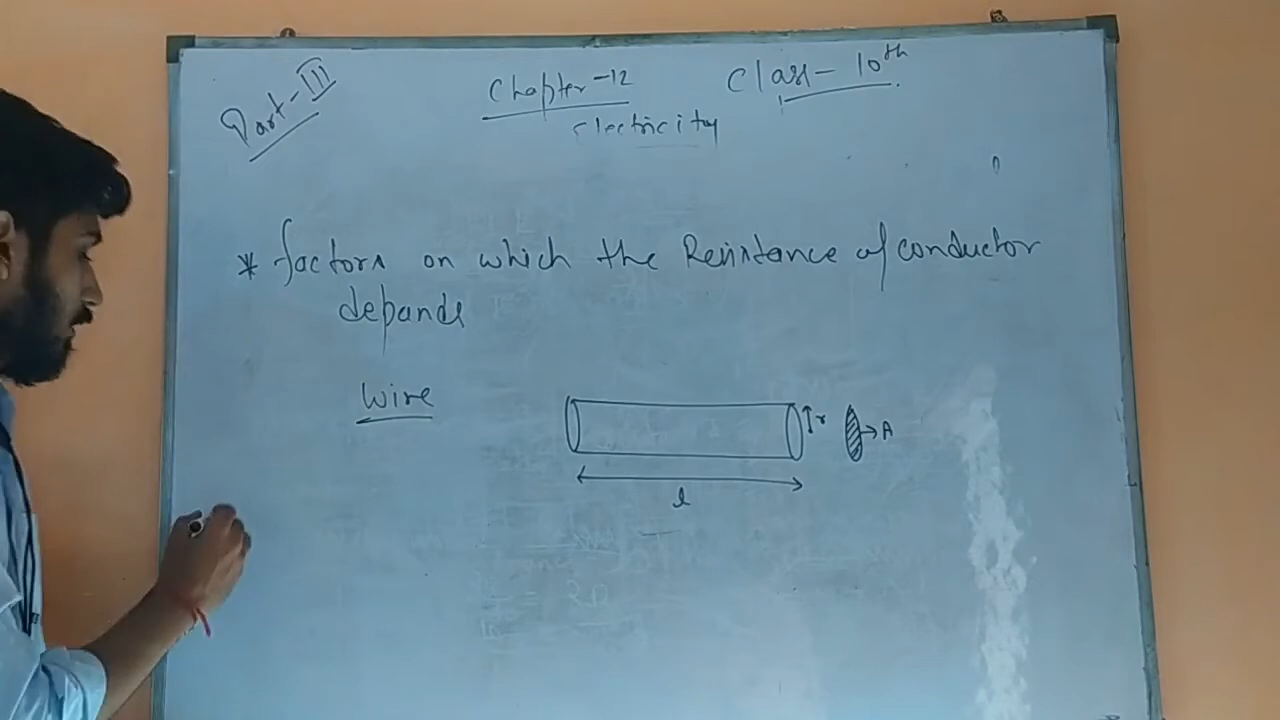 Part-III
Chapter-12
Class-10th
Electricity
* factors on which the Resistance of conductor
depends
Wire
r
A
l